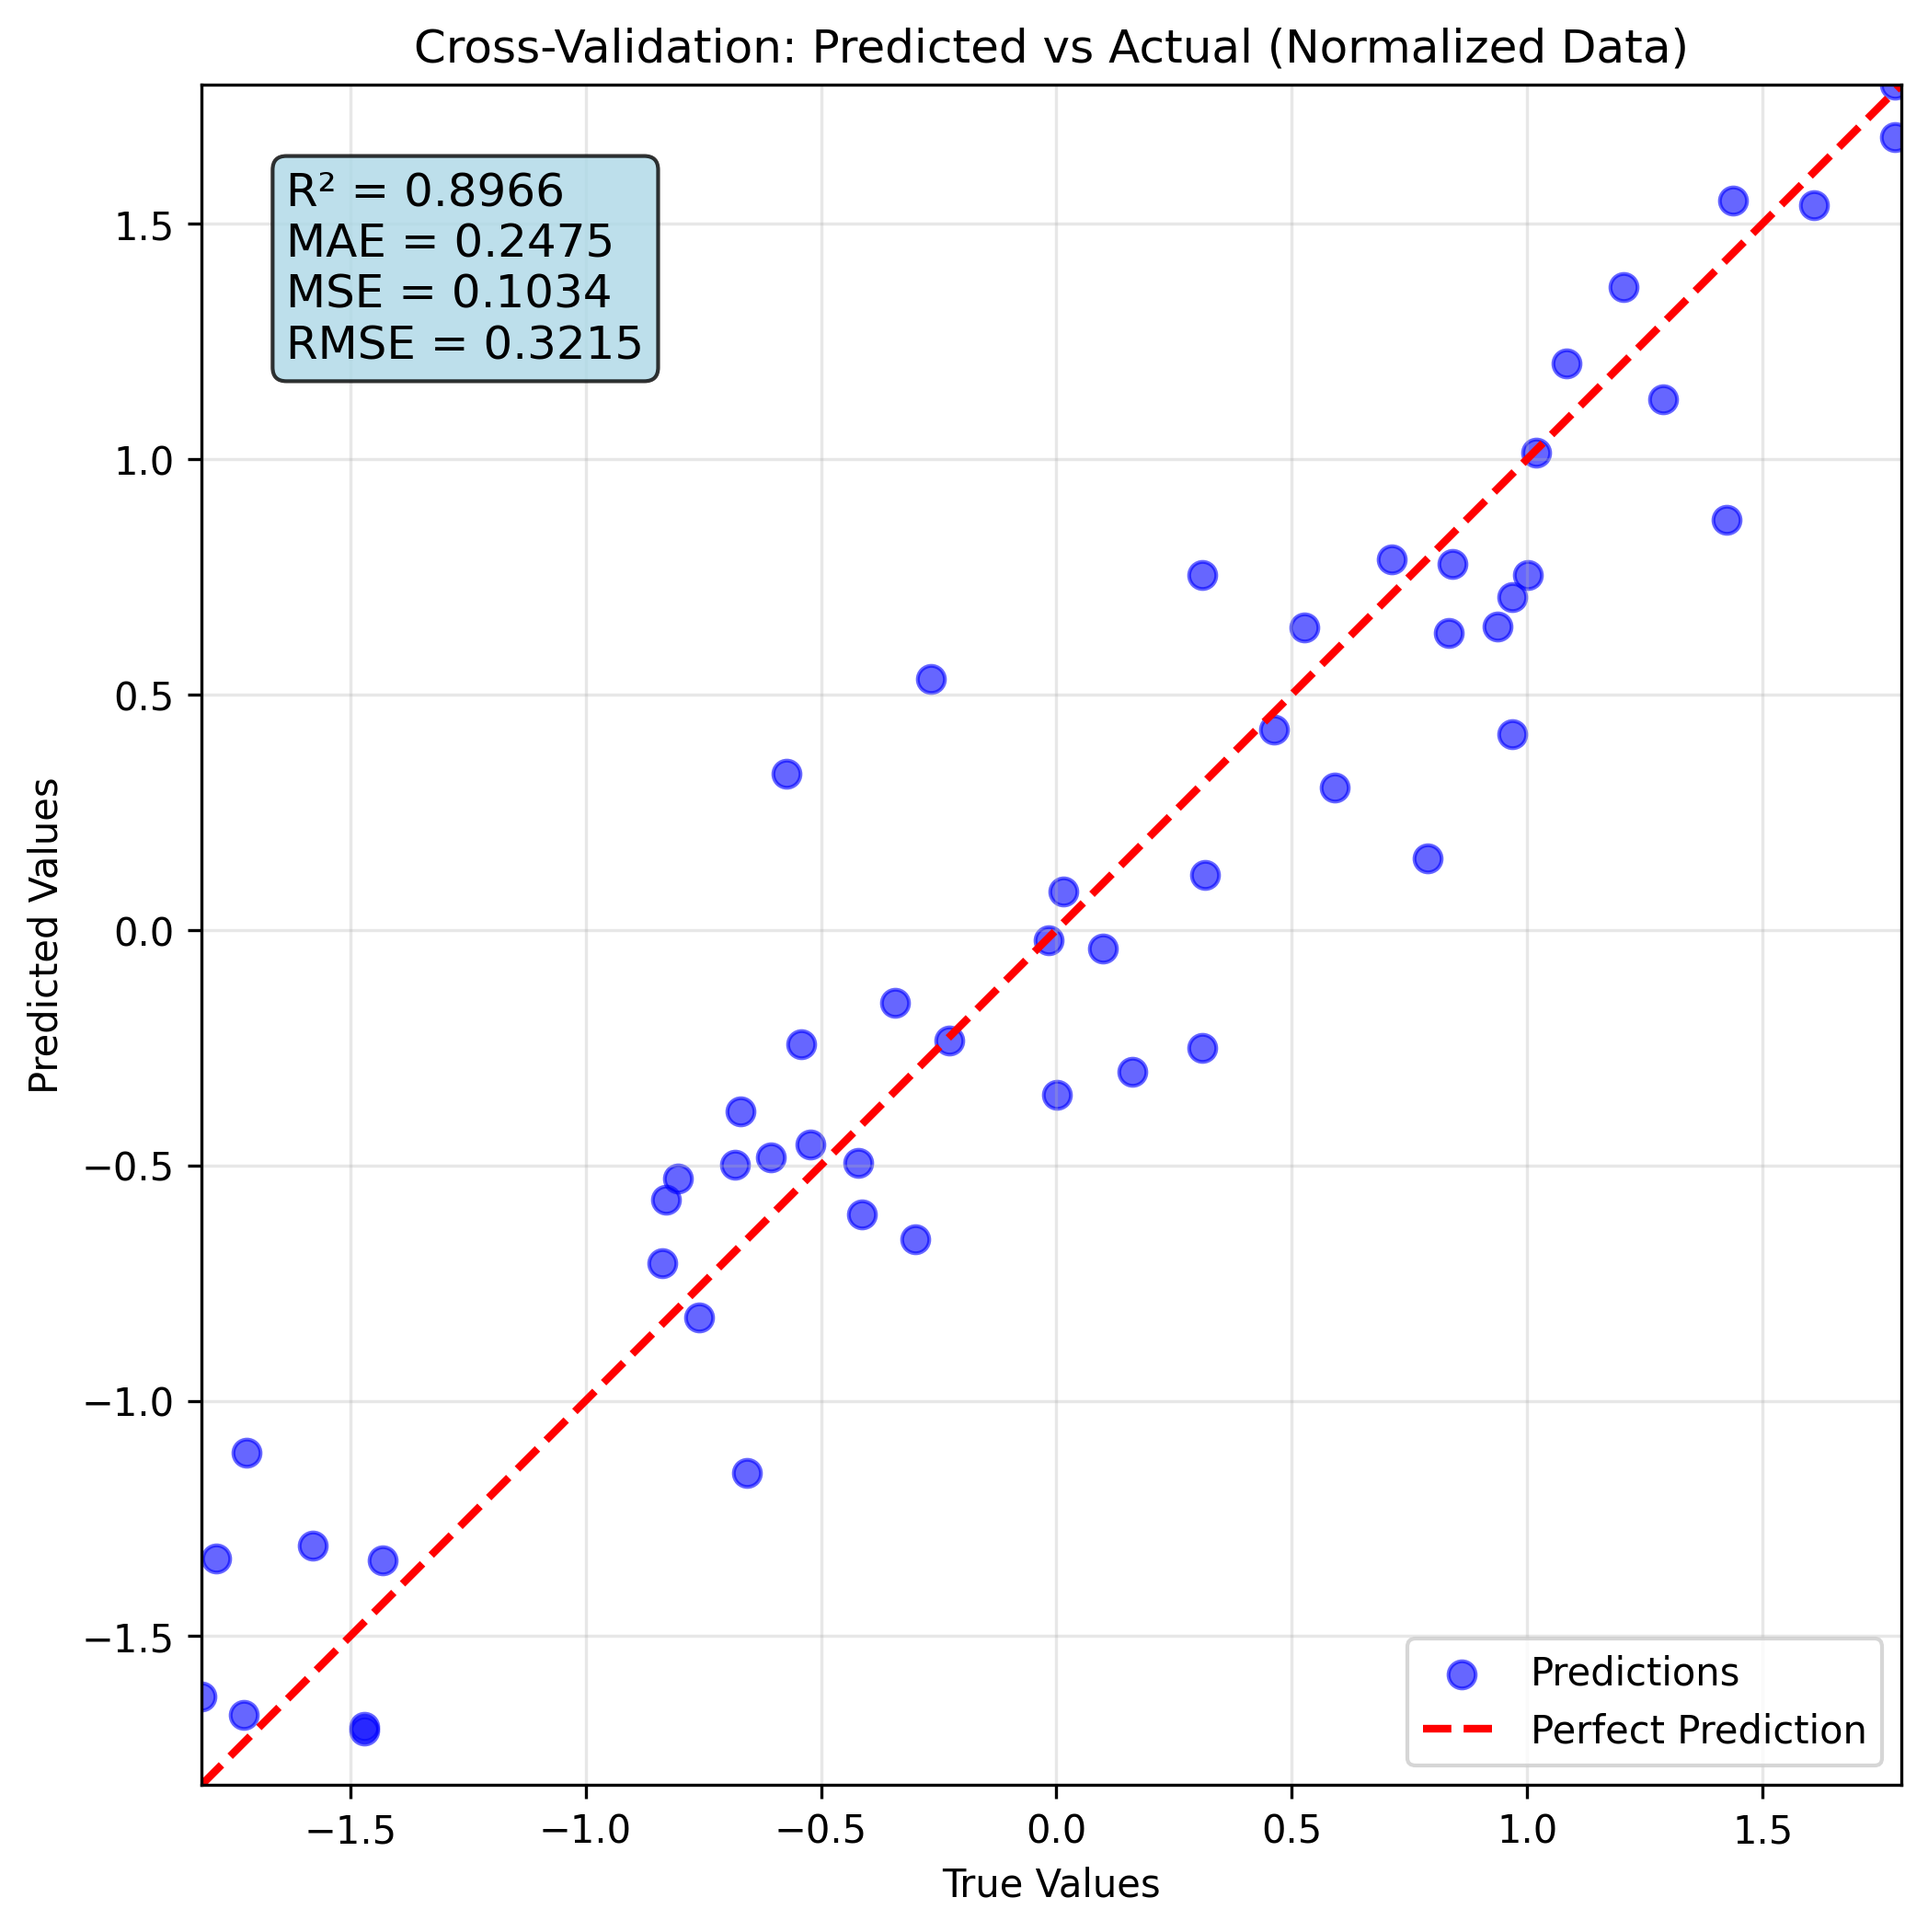 Cross-Validation: Predicted vs Actual (Normalized Data)
R² = 0.8966
MAE = 0.2475
MSE = 0.1034
RMSE = 0.3215
1.5
1.0
0.5
0.0
−0.5
−1.0
−1.5
Predicted Values
Predictions
Perfect Prediction
−1.5 −1.0 −0.5 0.0 0.5 1.0 1.5
True Values